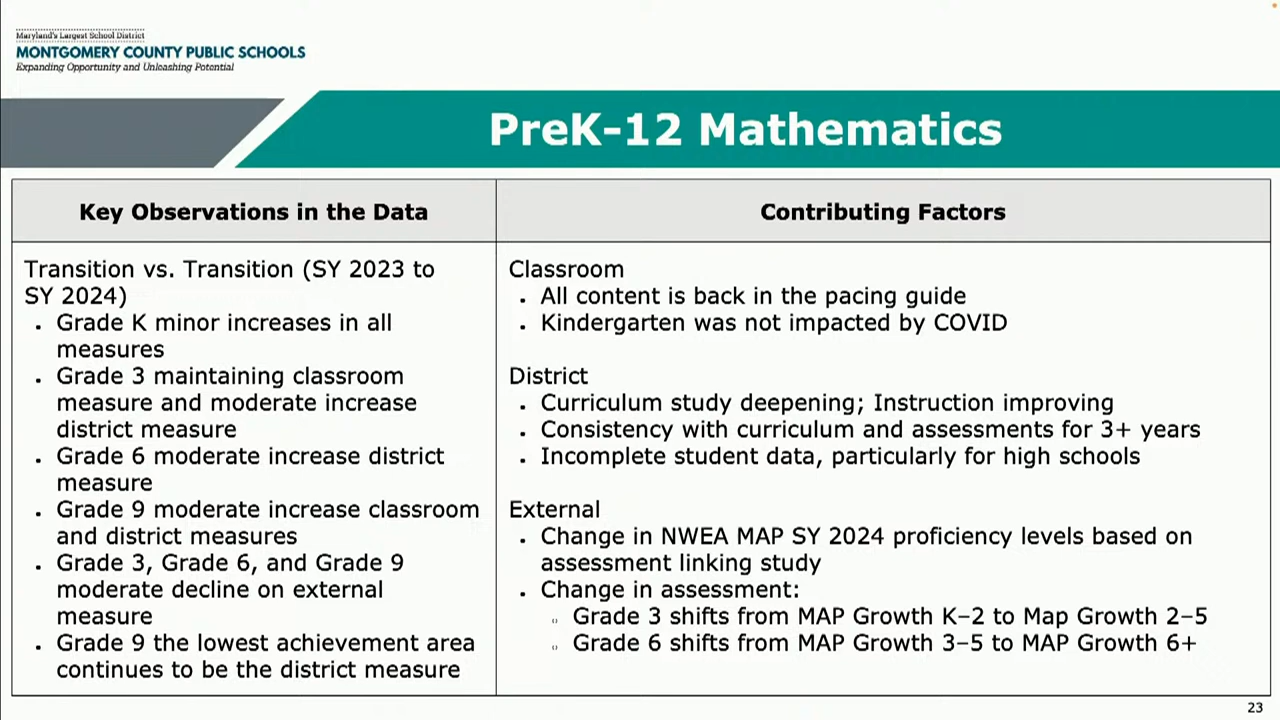 Maryland's Largest School District
MONTGOMERY COUNTY PUBLIC SCHOOLS
Expanding Opportunity and Unleashing Potential
PreK-12 Mathematics
Key Observations in the Data
Transition vs. Transition (SY 2023 to
SY 2024)
• Grade K minor increases in all
measures
• Grade 3 maintaining classroom
measure and moderate increase
district measure
• Grade 6 moderate increase district
measure
• Grade 9 moderate increase classroom
and district measures
• Grade 3, Grade 6, and Grade 9
moderate decline on external
measure
• Grade 9 the lowest achievement area
continues to be the district measure
Contributing Factors
Classroom
• All content is back in the pacing guide
• Kindergarten was not impacted by COVID
District
• Curriculum study deepening; Instruction improving
• Consistency with curriculum and assessments for 3+ years
• Incomplete student data, particularly for high schools
External
• Change in NWEA MAP SY 2024 proficiency levels based on
assessment linking study
• Change in assessment:
○ Grade 3 shifts from MAP Growth K–2 to Map Growth 2–5
○ Grade 6 shifts from MAP Growth 3–5 to MAP Growth 6+
23